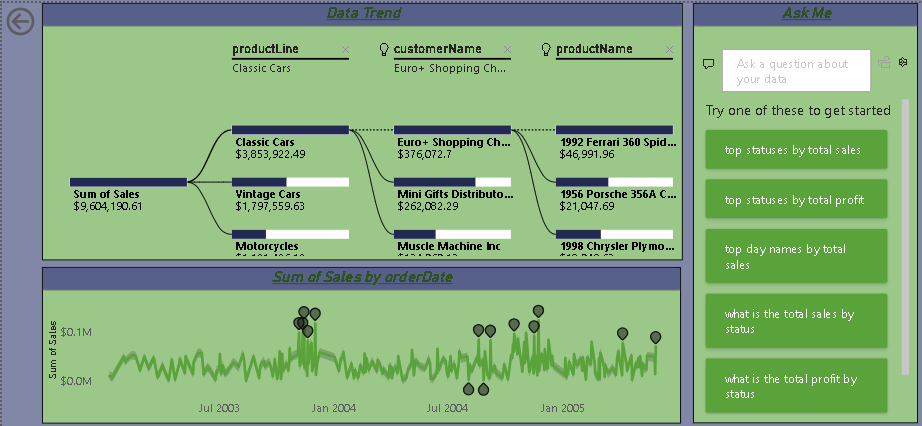 Data Trend
productLine
Classic Cars
customerName
Euro+ Shopping Ch...
productName
Sum of Sales
$9,604,190.61
Classic Cars
$3,853,922.49
Vintage Cars
$1,797,559.63
Motorcycles
Euro+ Shopping Ch...
$376,072.7
Mini Gifts Distributo...
$262,082.29
Muscle Machine Inc
1992 Ferrari 360 Spid...
$46,991.96
1956 Porsche 356A C...
$21,047.69
1998 Chrysler Plymo...
Sum of Sales by orderDate
Sum of Sales
$0.1M
$0.0M
Jul 2003
Jan 2004
Jul 2004
Jan 2005
Ask Me
Ask a question about
your data
Try one of these to get started
top statuses by total sales
top statuses by total profit
top day names by total
sales
what is the total sales by
status
what is the total profit by
status